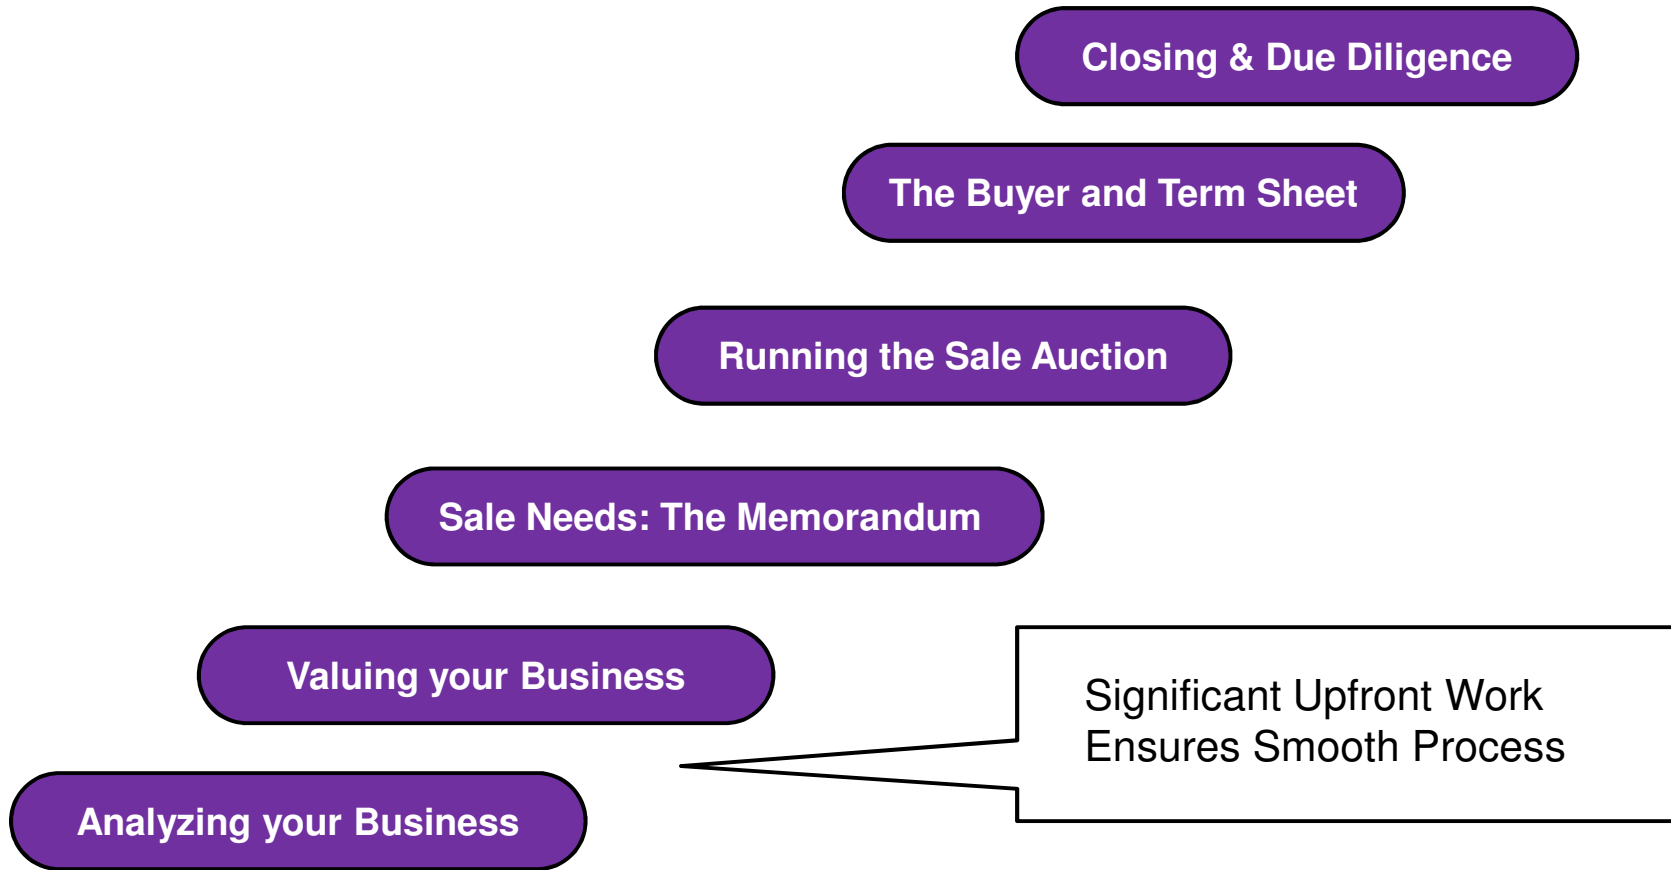 Closing & Due Diligence
The Buyer and Term Sheet
Running the Sale Auction
Sale Needs: The Memorandum
Valuing your Business
Significant Upfront Work
Ensures Smooth Process
Analyzing your Business